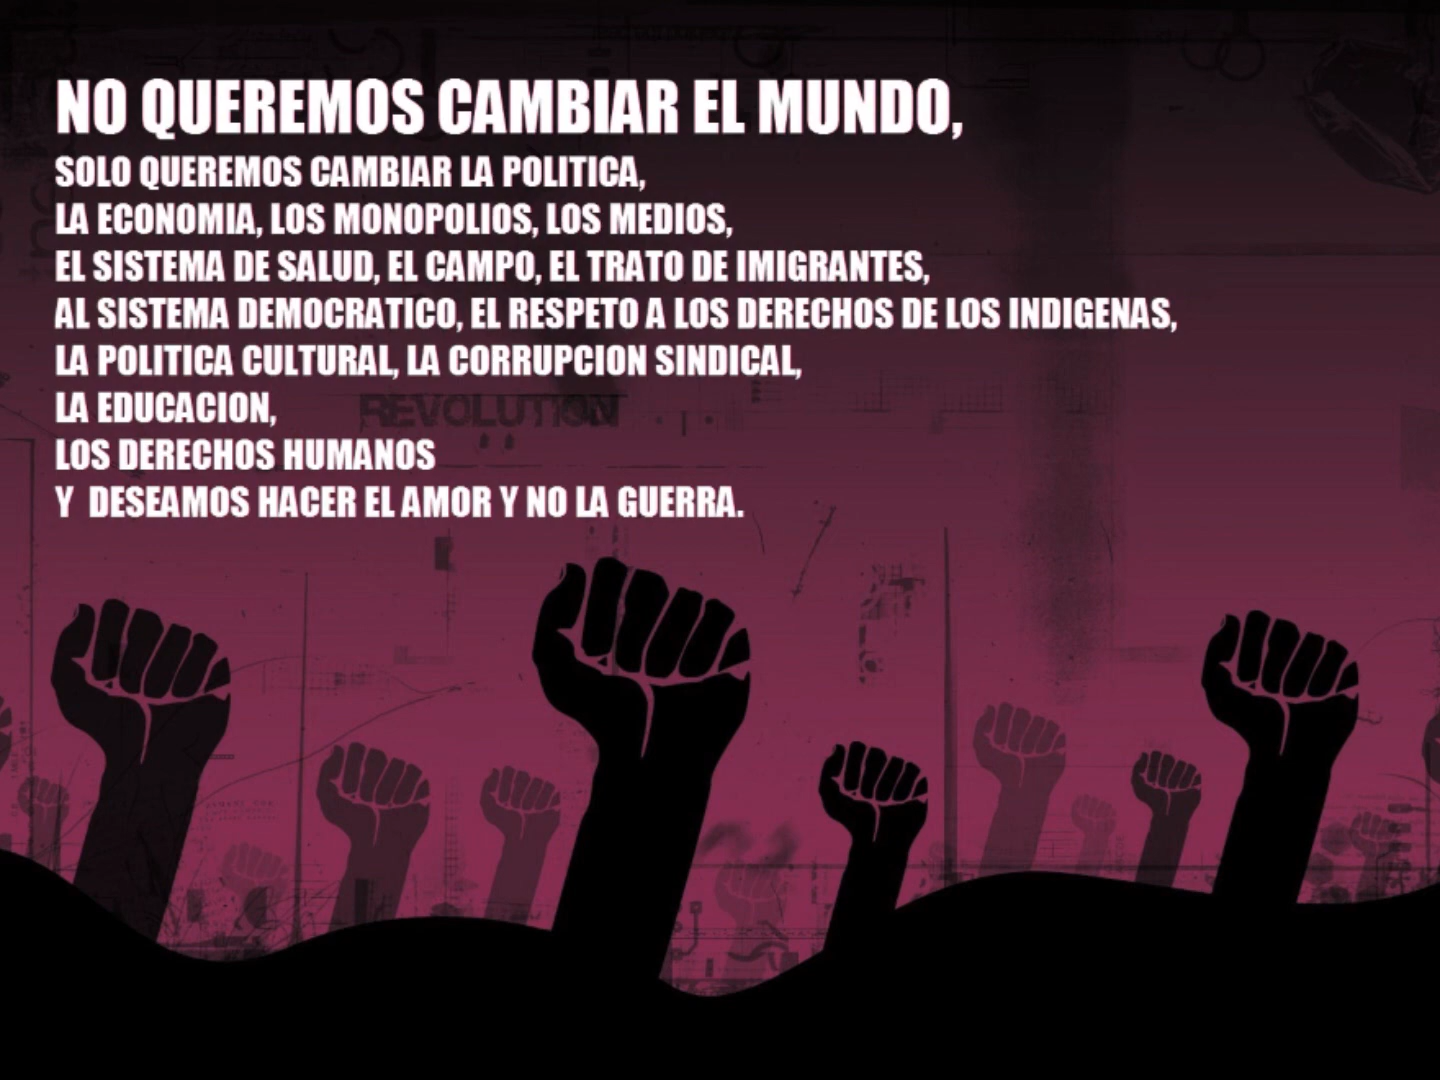 NO QUEREMOS CAMBIAR EL MUNDO,
SOLO QUEREMOS CAMBIAR LA POLITICA,
LA ECONOMIA, LOS MONOPOLIOS, LOS MEDIOS,
EL SISTEMA DE SALUD, EL CAMPO, EL TRATO DE IMIGRANTES,
AL SISTEMA DEMOCRATICO, EL RESPETO A LOS DERECHOS DE LOS INDIGENAS,
LA POLITICA CULTURAL, LA CORRUPCION SINDICAL,
LA EDUCACION,
REVOLUTION
LOS DERECHOS HUMANOS
Y DESEAMOS HACER EL AMOR Y NO LA GUERRA.